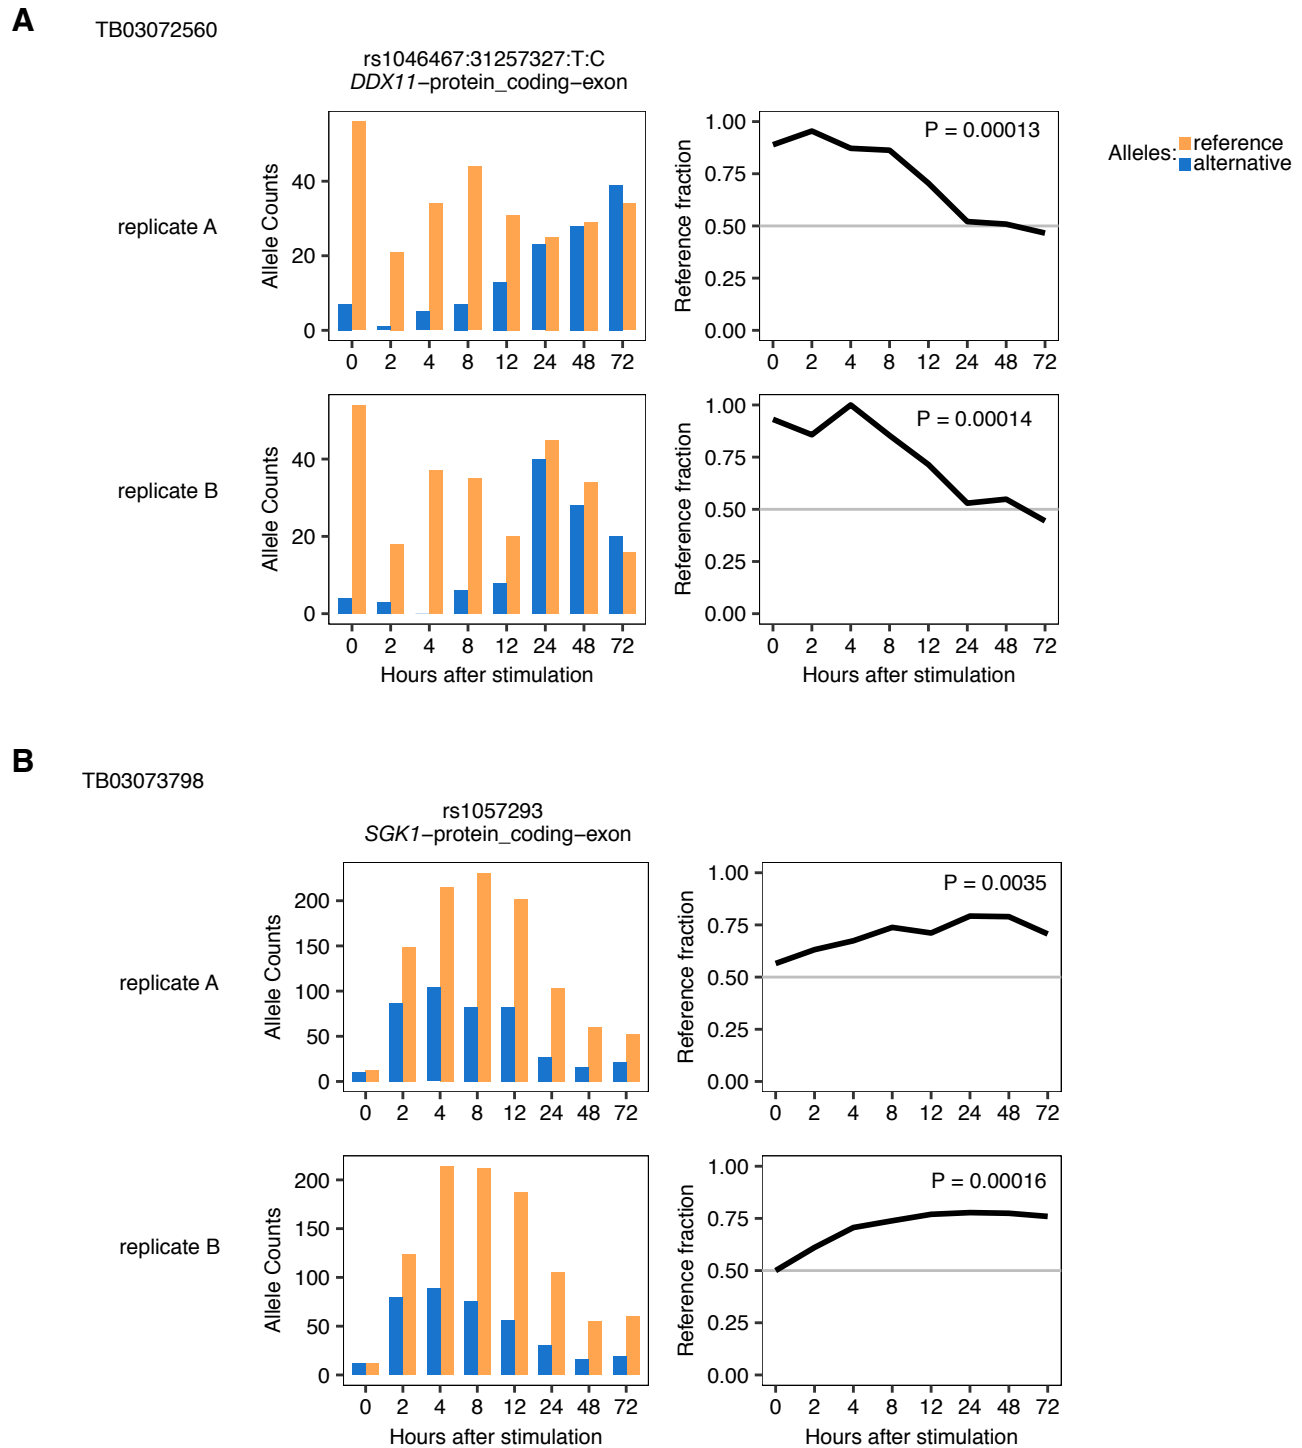 A
TB03072560
rs1046467:31257327:T:C
DDX11−protein_coding−exon
Alleles:
reference
alternative
replicate A
Allele Counts
40
20
0
0 2 4 8 12 24 48 72
Reference fraction
1.00
0.75
0.50
0.25
0.00
P = 0.00013
0 2 4 8 12 24 48 72
replicate B
Allele Counts
40
20
0
0 2 4 8 12 24 48 72
Hours after stimulation
Reference fraction
1.00
0.75
0.50
0.25
0.00
P = 0.00014
0 2 4 8 12 24 48 72
Hours after stimulation
B
TB03073798
rs1057293
SGK1−protein_coding−exon
replicate A
Allele Counts
200
150
100
50
0
0 2 4 8 12 24 48 72
Reference fraction
1.00
0.75
0.50
0.25
0.00
P = 0.0035
0 2 4 8 12 24 48 72
replicate B
Allele Counts
200
150
100
50
0
0 2 4 8 12 24 48 72
Hours after stimulation
Reference fraction
1.00
0.75
0.50
0.25
0.00
P = 0.00016
0 2 4 8 12 24 48 72
Hours after stimulation